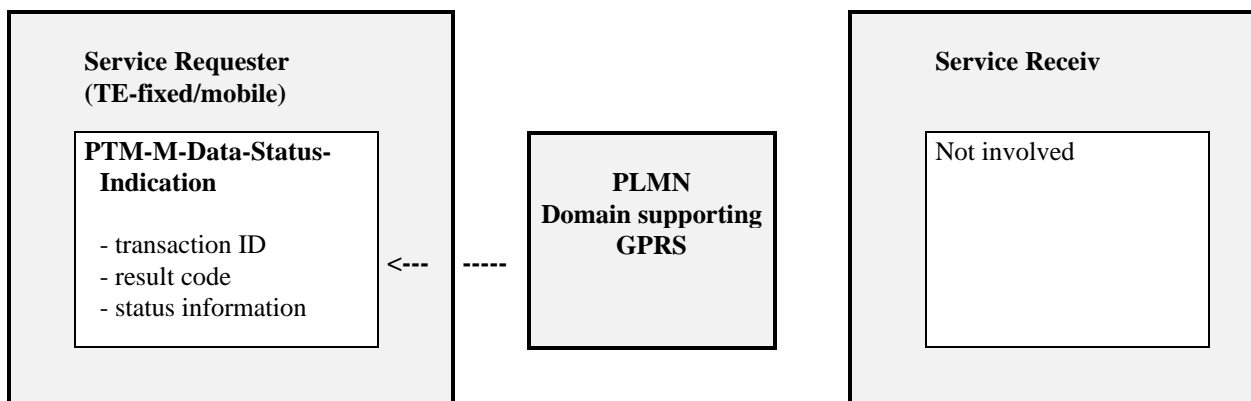 Service Requester
(TE-fixed/mobile)
PTM-M-Data-Status-
Indication
- transaction ID
- result code
- status information
<--- -----
PLMN
Domain supporting
GPRS
Service Receiv
Not involved